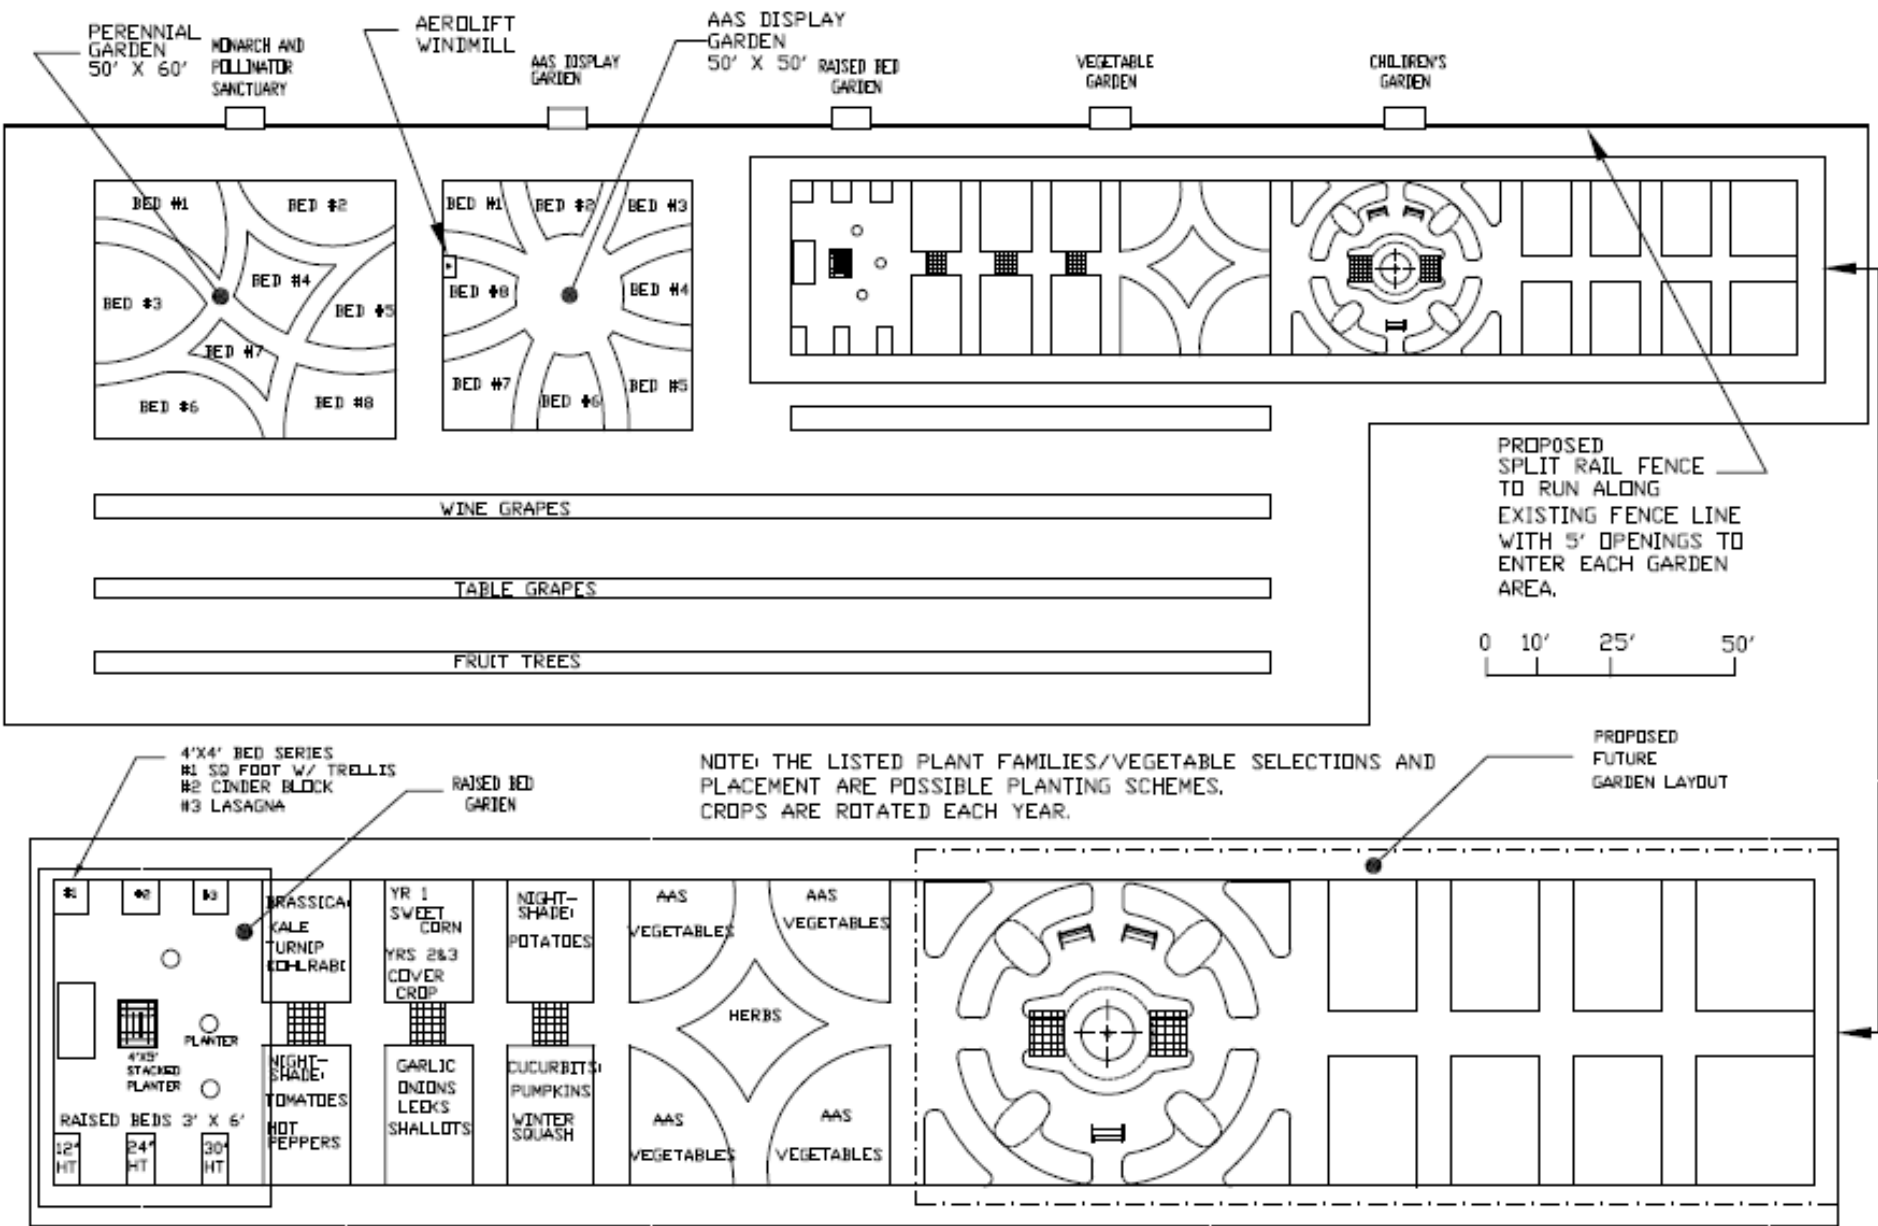 PERENNIAL
GARDEN
50' X 60'
MONARCH AND
POLLINATOR
SANCTUARY
AEROLIFT
WINDMILL
AAS DISPLAY
GARDEN
AAS DISPLAY
GARDEN
50' X 50'
RAISED BED
GARDEN
VEGETABLE
GARDEN
CHILDREN'S
GARDEN
BED #1
BED #2
BED #3
BED #4
BED #5
BED #7
BED #6
BED #8
BED #1
BED #2
BED #3
BED #8
BED #4
BED #7
BED #6
BED #5
WINE GRAPES
TABLE GRAPES
FRUIT TREES
PROPOSED
SPLIT RAIL FENCE
TO RUN ALONG
EXISTING FENCE LINE
WITH 5' OPENINGS TO
ENTER EACH GARDEN
AREA.
0 10' 25' 50'
4'X4' BED SERIES
#1 SQ FOOT W/ TRELLIS
#2 CINDER BLOCK
#3 LASAGNA
RAISED BED
GARDEN
NOTE: THE LISTED PLANT FAMILIES/VEGETABLE SELECTIONS AND
PLACEMENT ARE POSSIBLE PLANTING SCHEMES.
CROPS ARE ROTATED EACH YEAR.
PROPOSED
FUTURE
GARDEN LAYOUT
#1
#2
#3
BRASSICA:
KALE
TURNIP
KOHLRABI
YR 1
SWEET
CORN
YRS 2&3
COVER
CROP
NIGHT-
SHADE:
POTATOES
AAS
VEGETABLES
AAS
VEGETABLES
HERBS
PLANTER
STACKED
PLANTER
RAISED BEDS 3' X 6'
12"
HT
24"
HT
30"
HT
NIGHT-
SHADE:
TOMATOES
HOT
PEPPERS
GARLIC
ONIONS
LEEKS
SHALLOTS
CUCURBITS:
PUMPKINS
WINTER
SQUASH
AAS
VEGETABLES
AAS
VEGETABLES